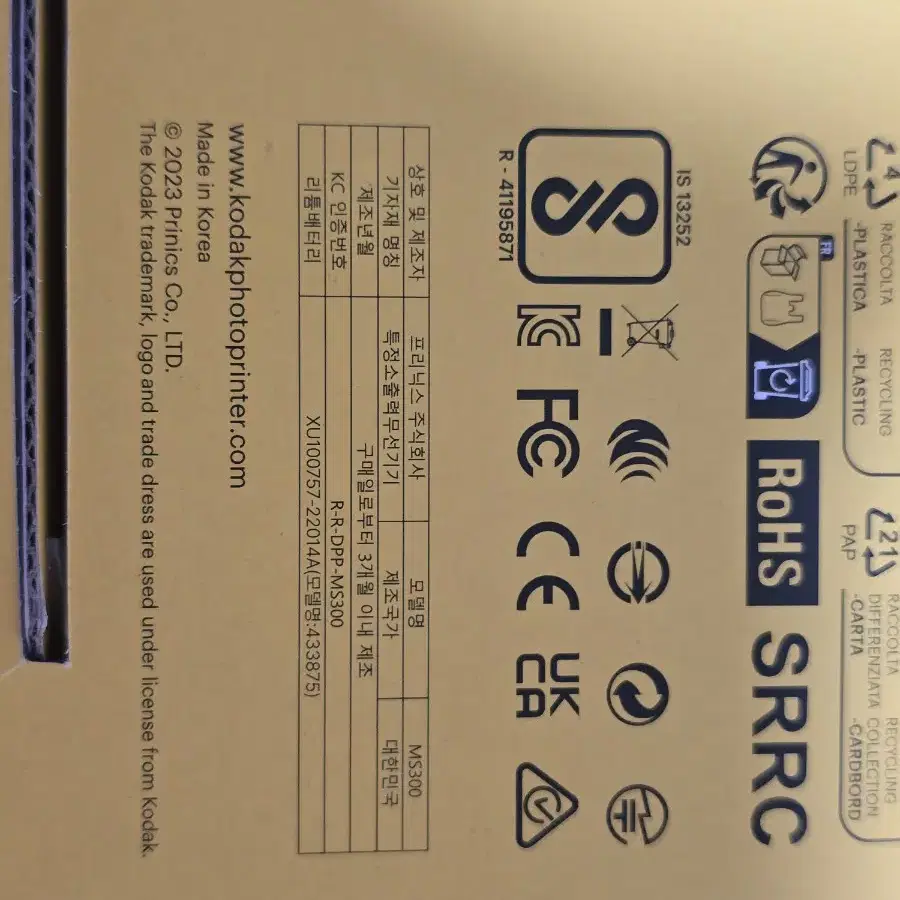 4
LDPE
RACCOLTA RECYCLING
-PLASTICA -PLASTIC
21
PAP
RACCOLTA RECYCLING
DIFFERENZIATA COLLECTION
-CARTA -CARDBORD
FR
RoHS
SRRC
IS 13252
R - 41195871
KC
FC
CE
UK
CA
상호 및 제조자 프리닉스 주식회사 모델명 MS300
기자재 명칭 특정소출력무선기기 제조국가 대한민국
제조년월 구매일로부터 3개월 이내 제조
KC 인증번호 R-R-DPP-MS300
리튬배터리 XU100757-22014A(모델명:433875)
www.kodakphotoprinter.com
Made in Korea
© 2023 Prinics Co., LTD.
The Kodak trademark, logo and trade dress are used under license from Kodak.